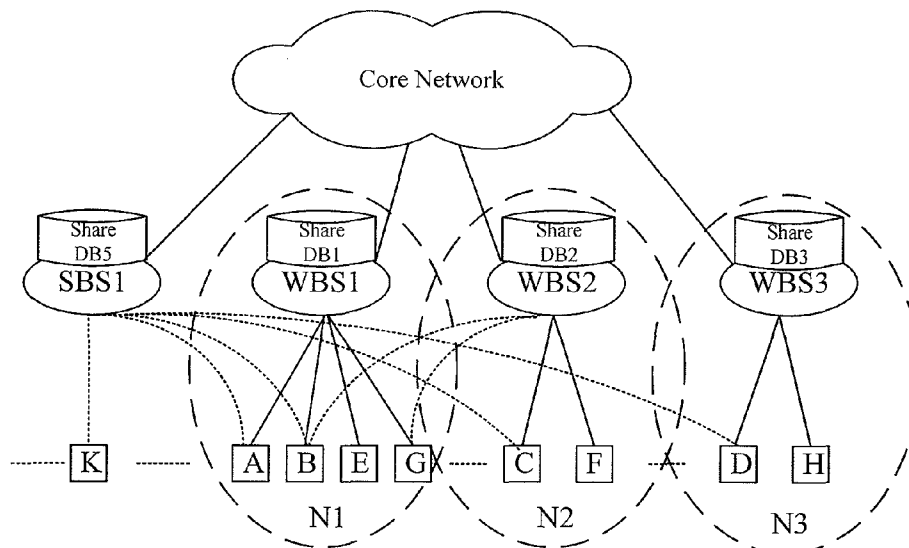 Core Network
Share
DB5
SBS1
Share
DB1
WBS1
Share
DB2
WBS2
Share
DB3
WBS3
K
A
B
E
G
C
F
D
H
N1
N2
N3